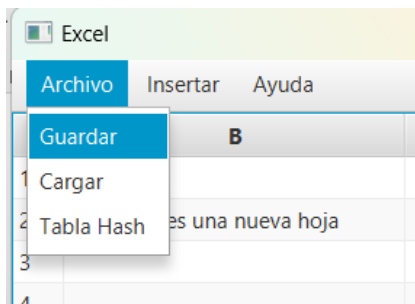 Excel
Archivo Insertar Ayuda
Guardar B
Cargar
1
Tabla Hash es una nueva hoja
2
3
4